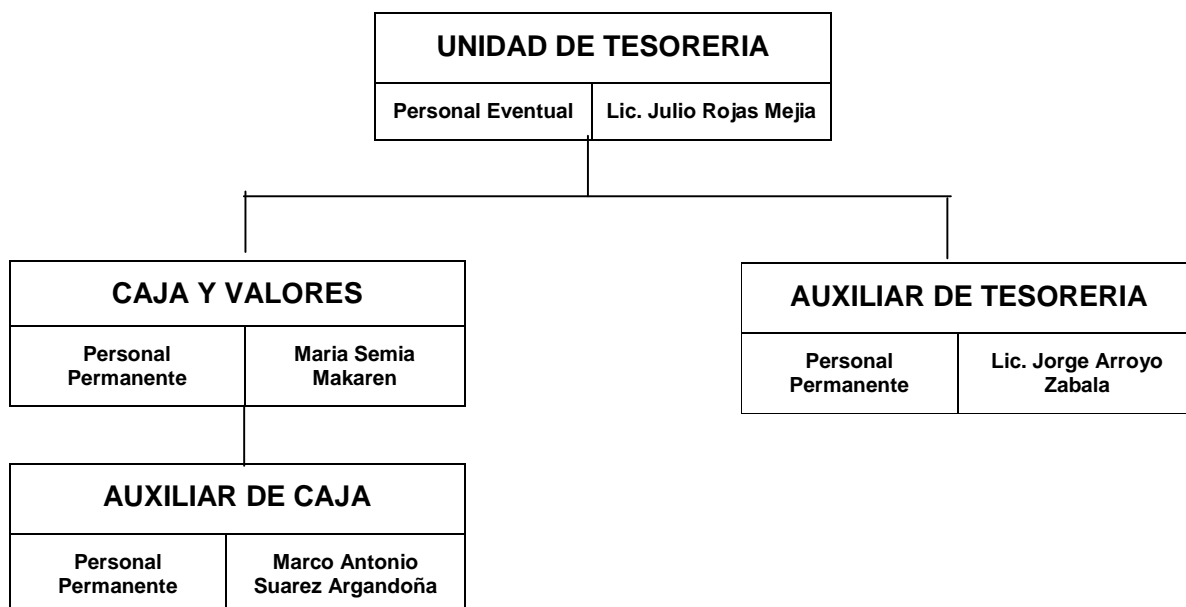 UNIDAD DE TESORERIA
Personal Eventual
Lic. Julio Rojas Mejia
CAJA Y VALORES
Personal
Permanente
Maria Semia
Makaren
AUXILIAR DE TESORERIA
Personal
Permanente
Lic. Jorge Arroyo
Zabala
AUXILIAR DE CAJA
Personal
Permanente
Marco Antonio
Suarez Argandoña